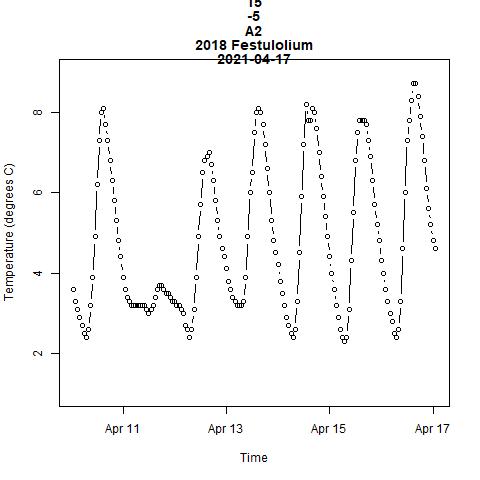 15
-5
A2
2018 Festulolium
2021-04-17
Temperature (degrees C)
8
6
4
2
Apr 11
Apr 13
Apr 15
Apr 17
Time